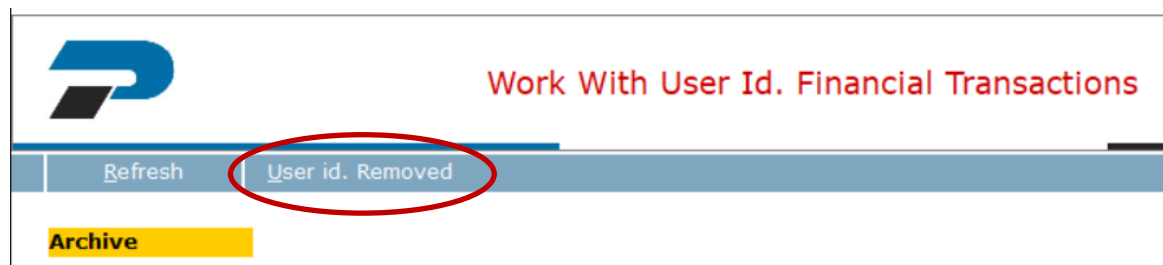 Work With User Id. Financial Transactions
Refresh User id. Removed
Archive